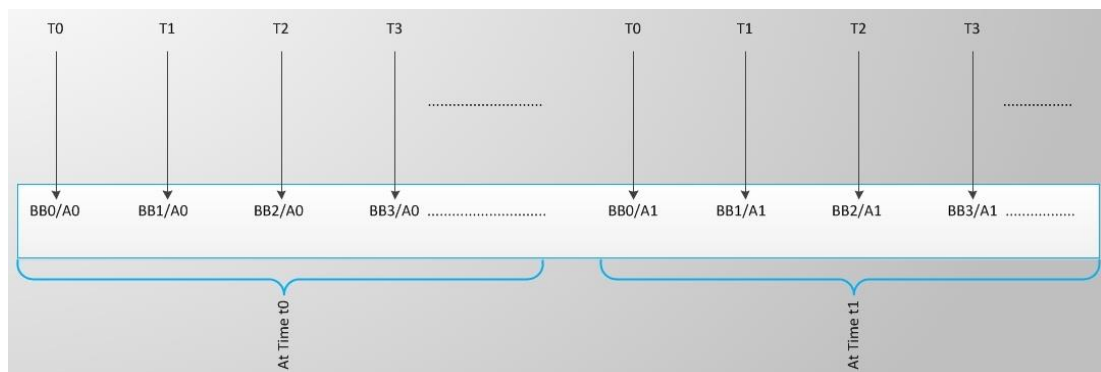 T0 T1 T2 T3 T0 T1 T2 T3
........................... ................
BB0/A0 BB1/A0 BB2/A0 BB3/A0 ............................ BB0/A1 BB1/A1 BB2/A1 BB3/A1 .................
At Time t0
At Time t1